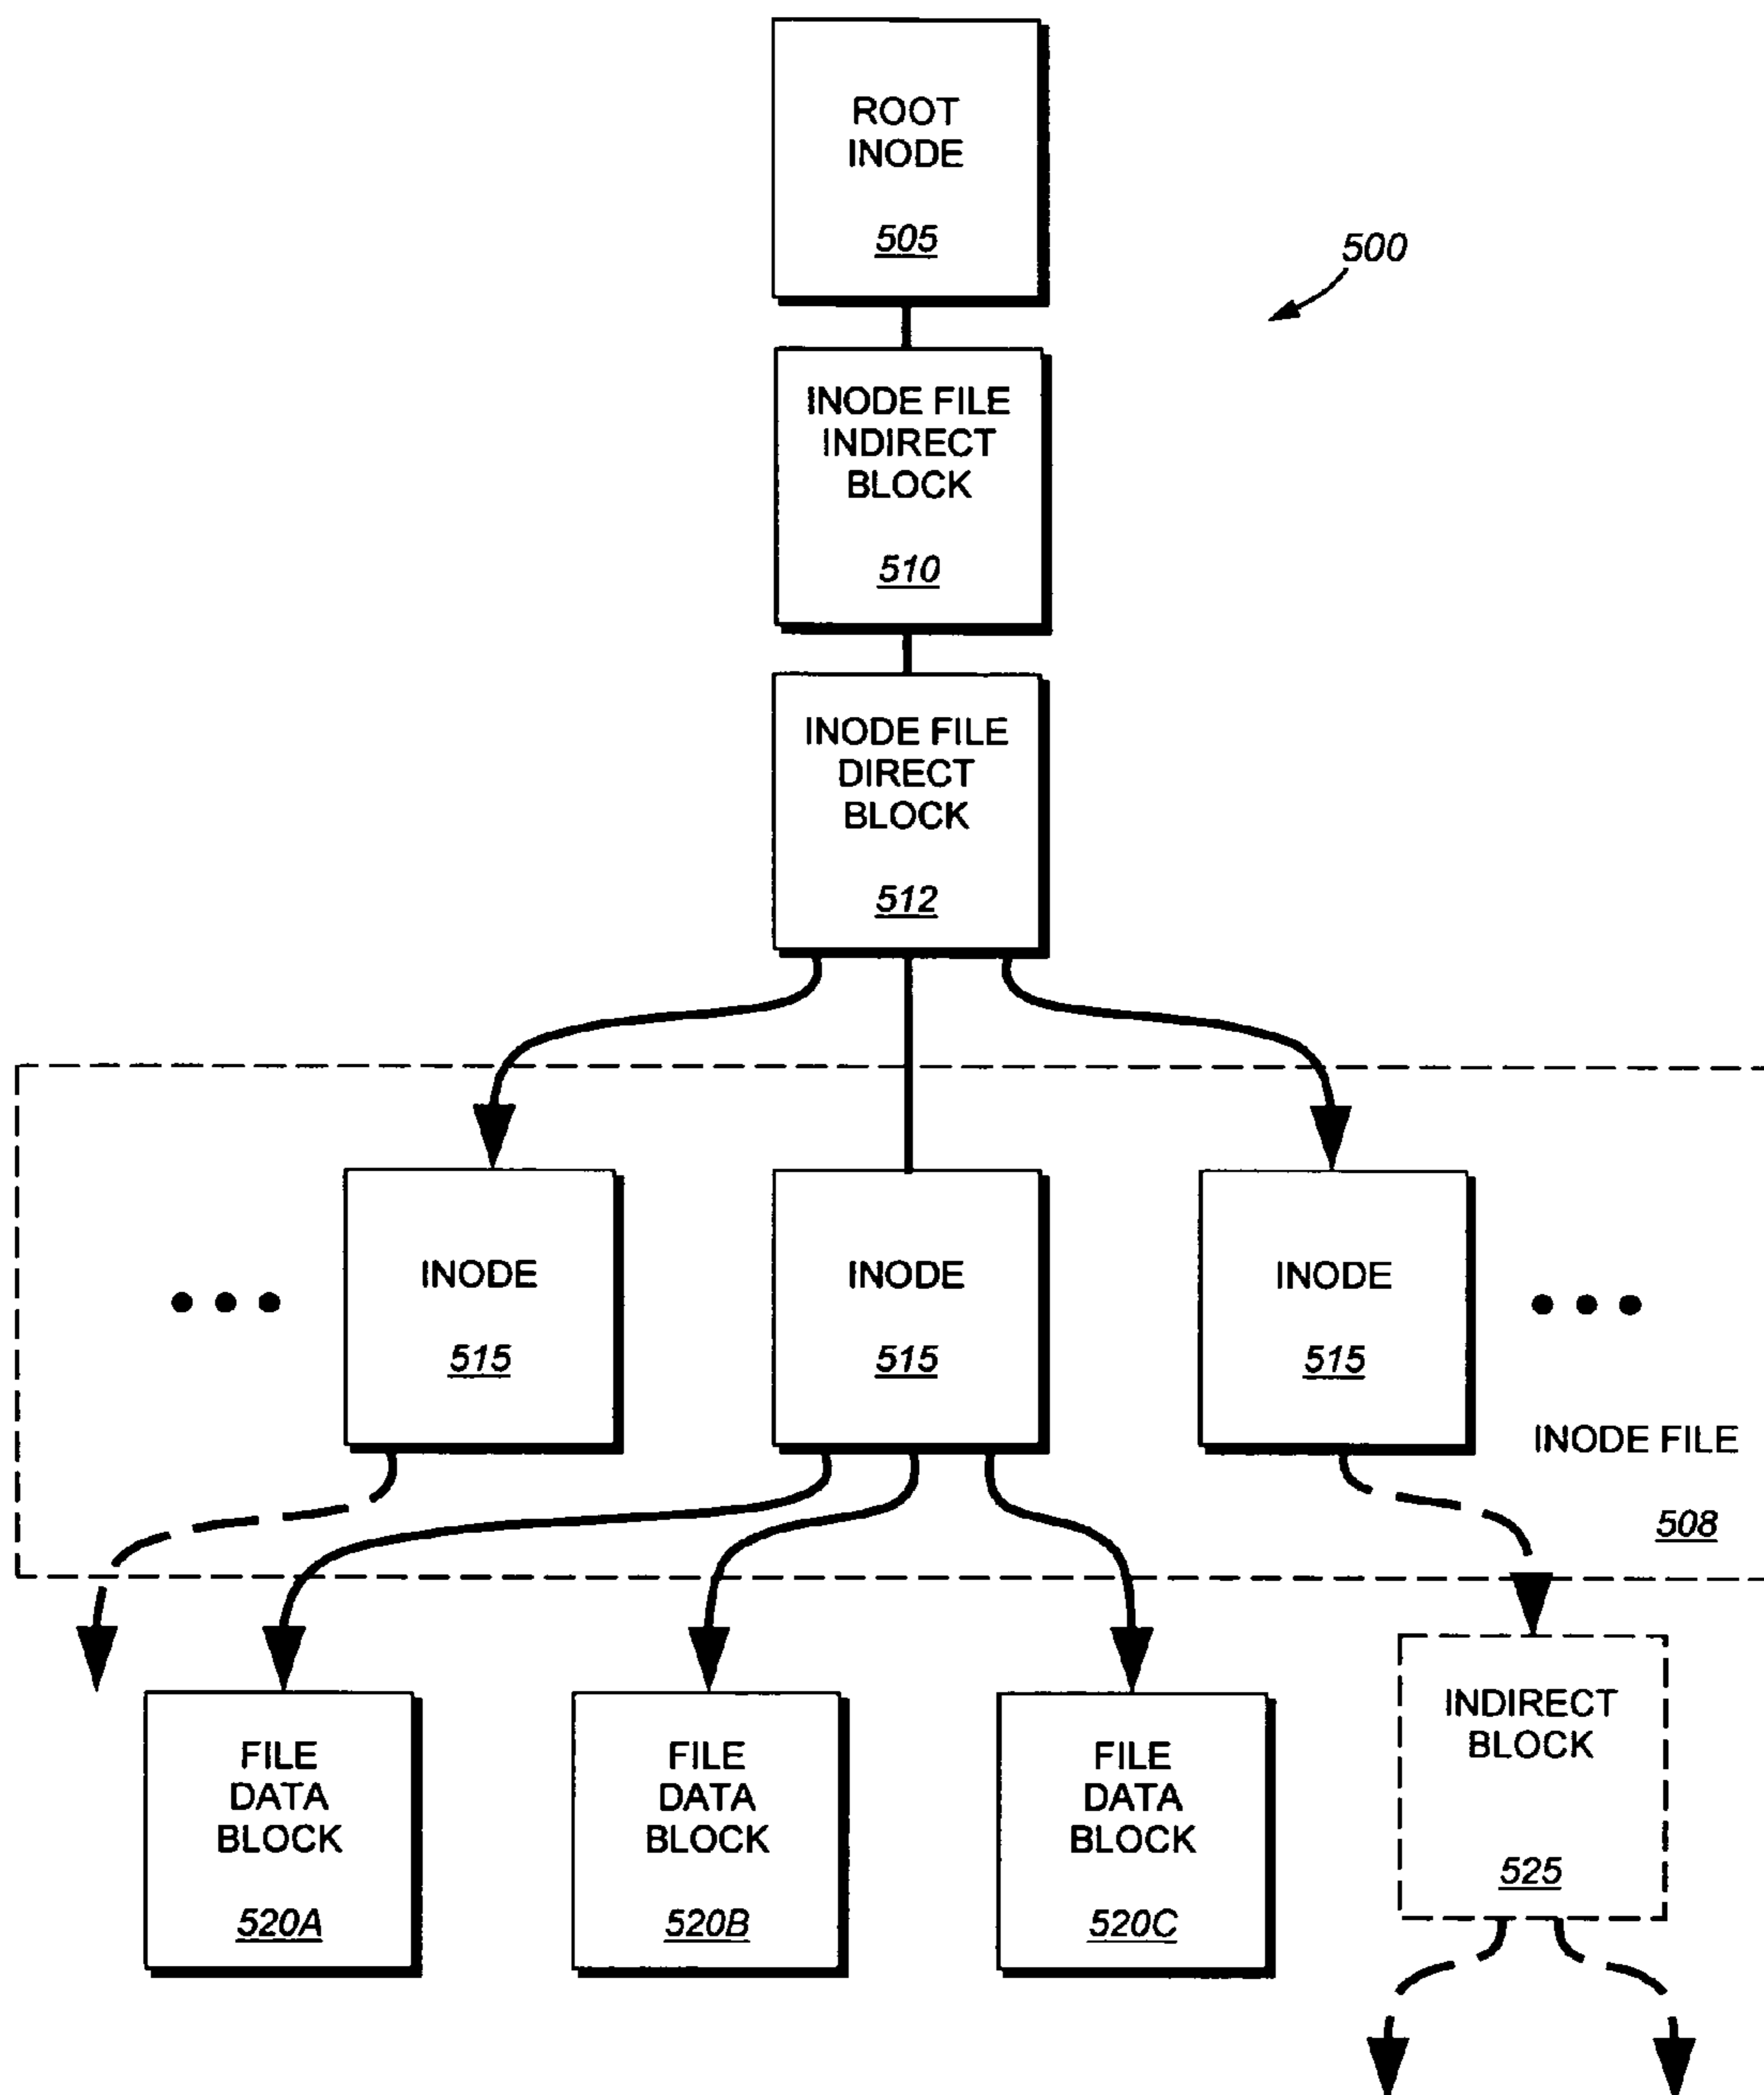 ROOT
INODE
505
500
INODE FILE
INDIRECT
BLOCK
510
INODE FILE
DIRECT
BLOCK
512
INODE
515
INODE
515
INODE
515
INODE FILE
508
FILE
DATA
BLOCK
520A
FILE
DATA
BLOCK
520B
FILE
DATA
BLOCK
520C
INDIRECT
BLOCK
525